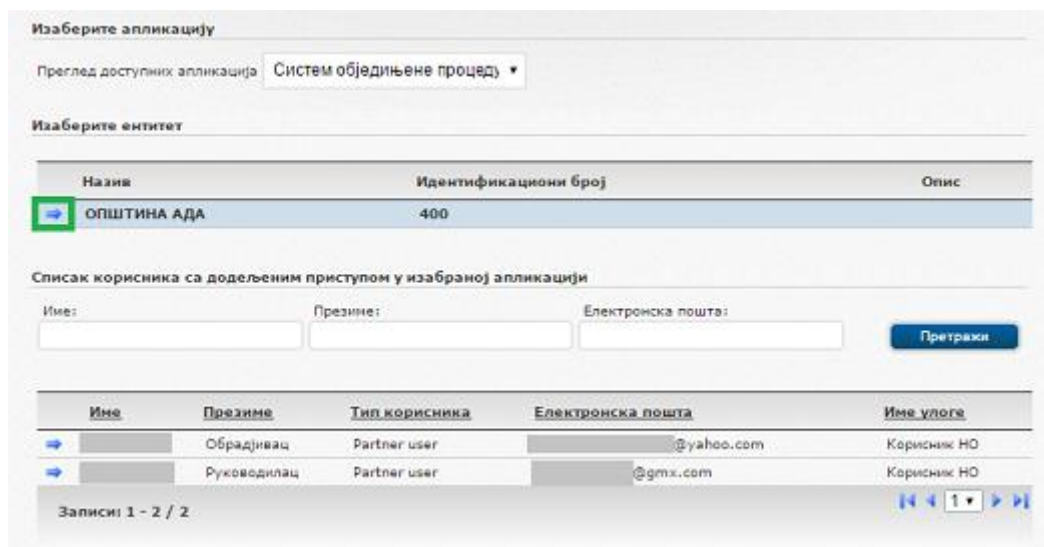 Изаберите апликацију
Преглед доступних апликација Систем обједињене процеду
Изаберите ентитет
Назив Идентификациони број Опис
ОПШТИНА АДА 400
Списак корисника са додељеним приступом у изабраној апликацији
Име: Презиме: Електронска пошта:
Претражи
Име Презиме Тип корисника Електронска пошта Име улоге
Обрадјивац Partner user @yahoo.com Корисник НО
Руководилац Partner user @gmx.com Корисник НО
Записи: 1 - 2 / 2 1